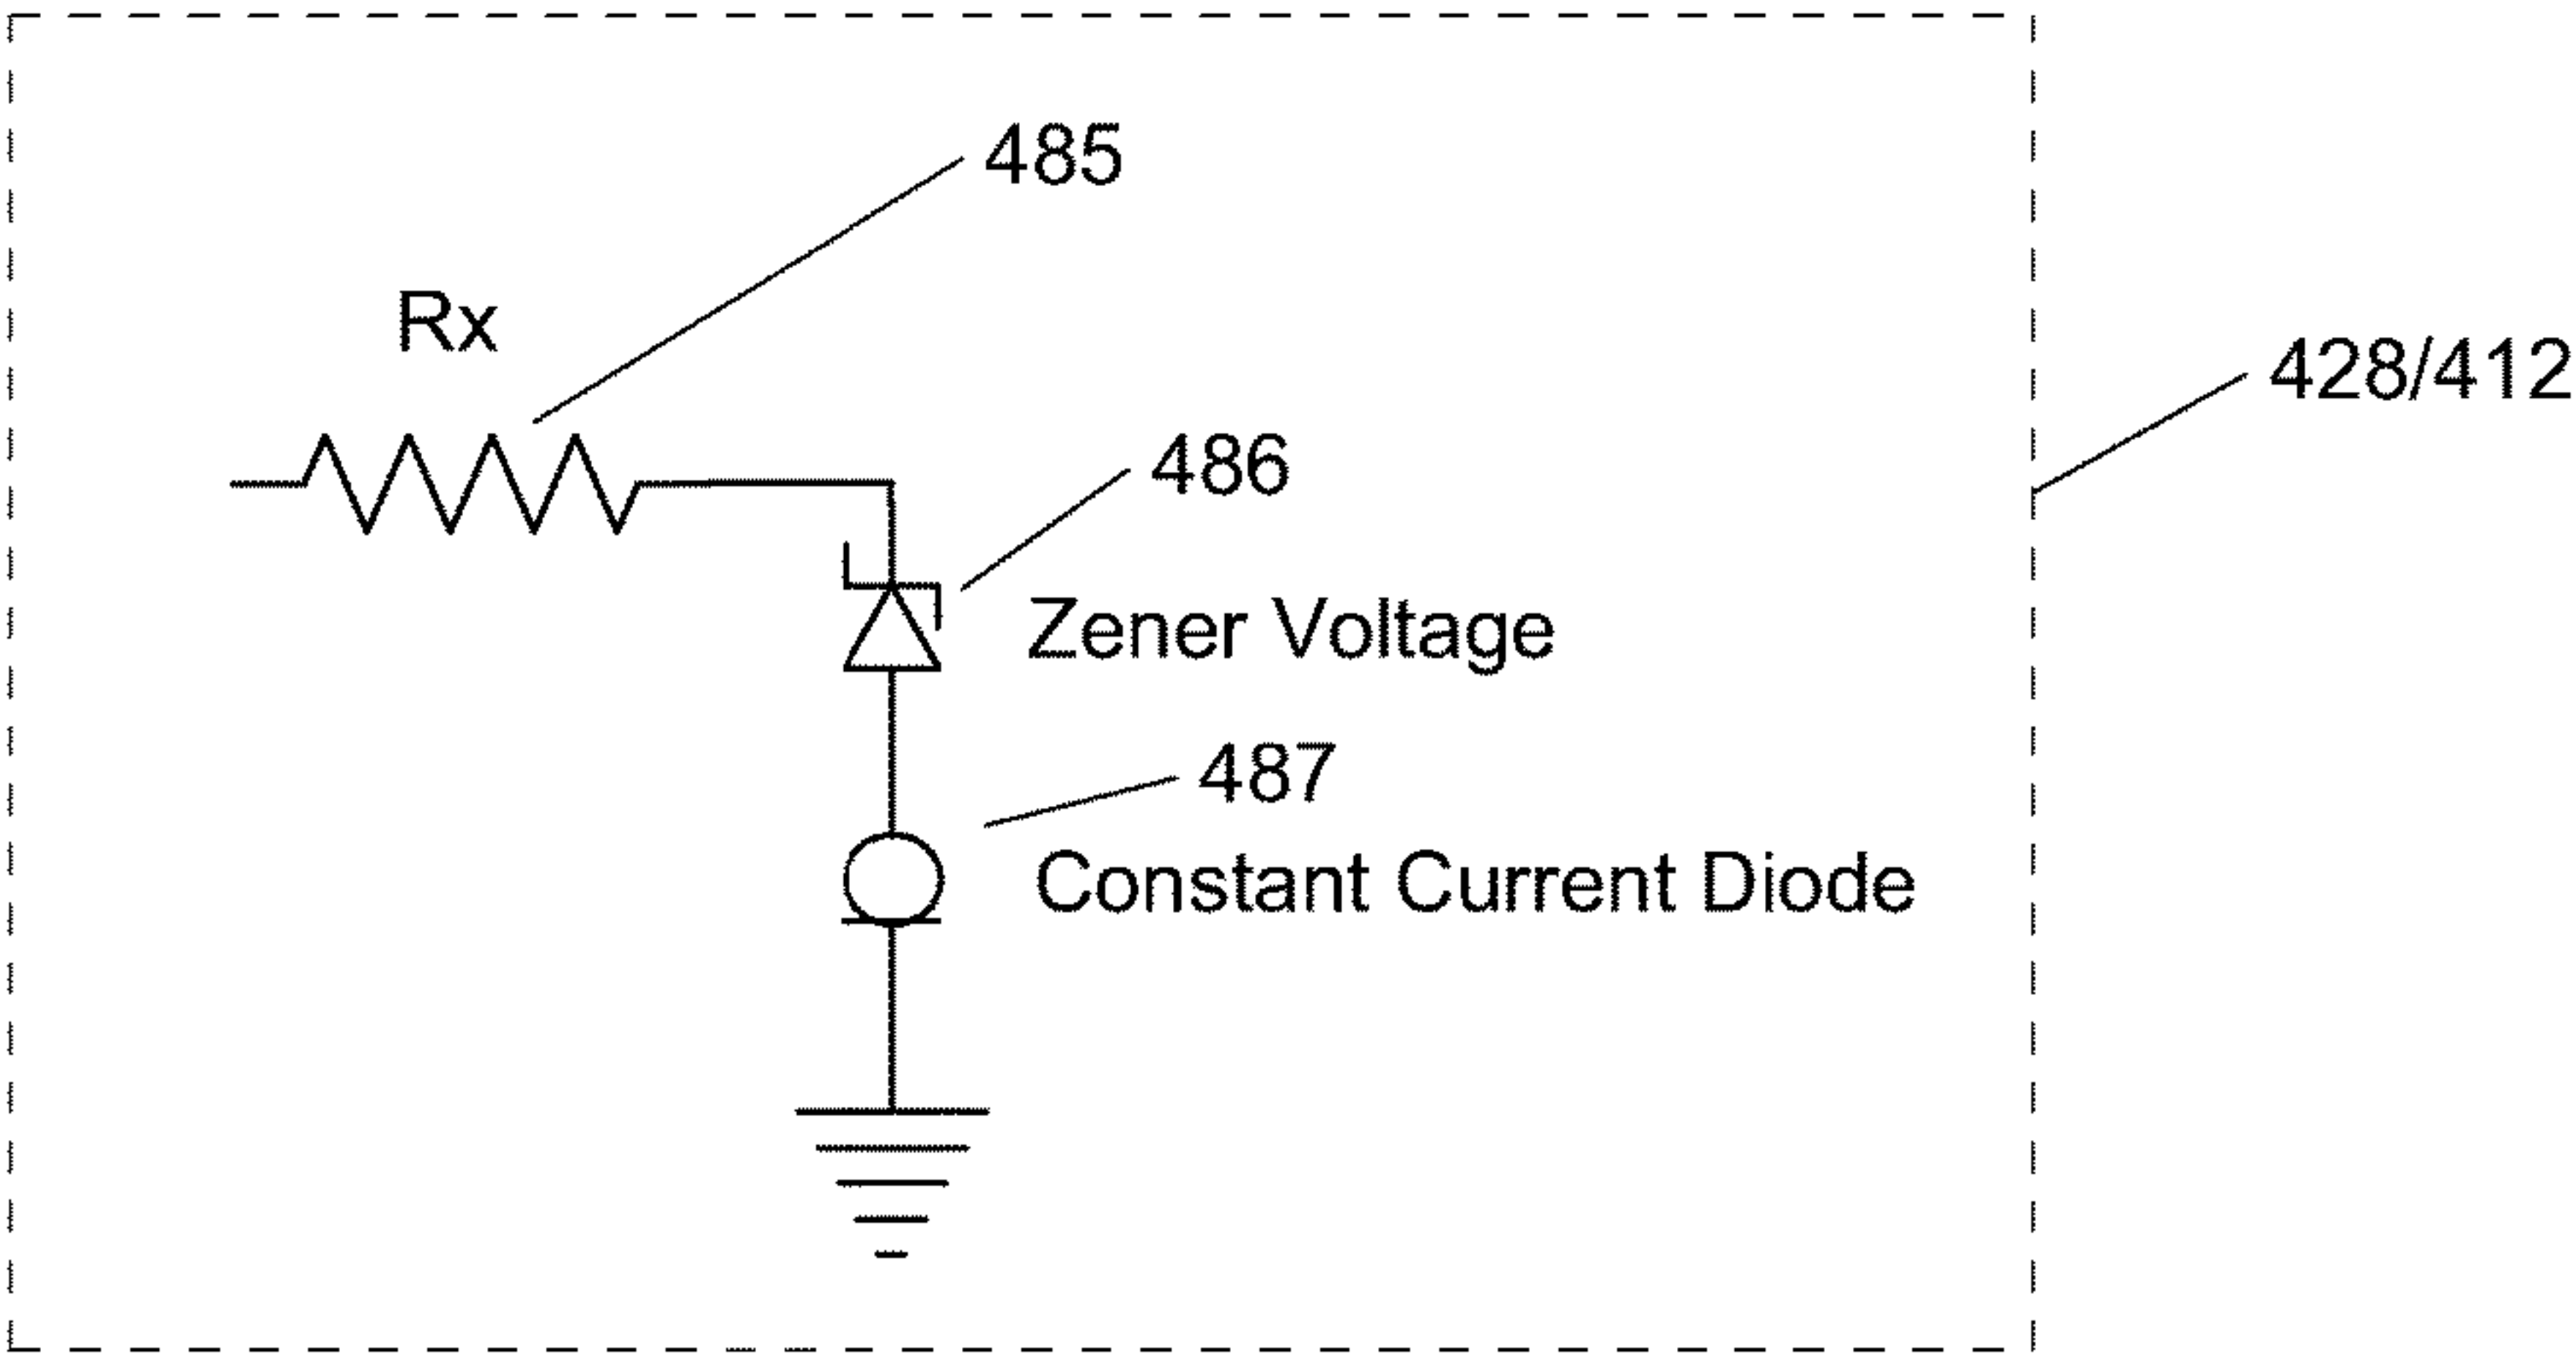 485
Rx
428/412
486
Zener Voltage
487
Constant Current Diode